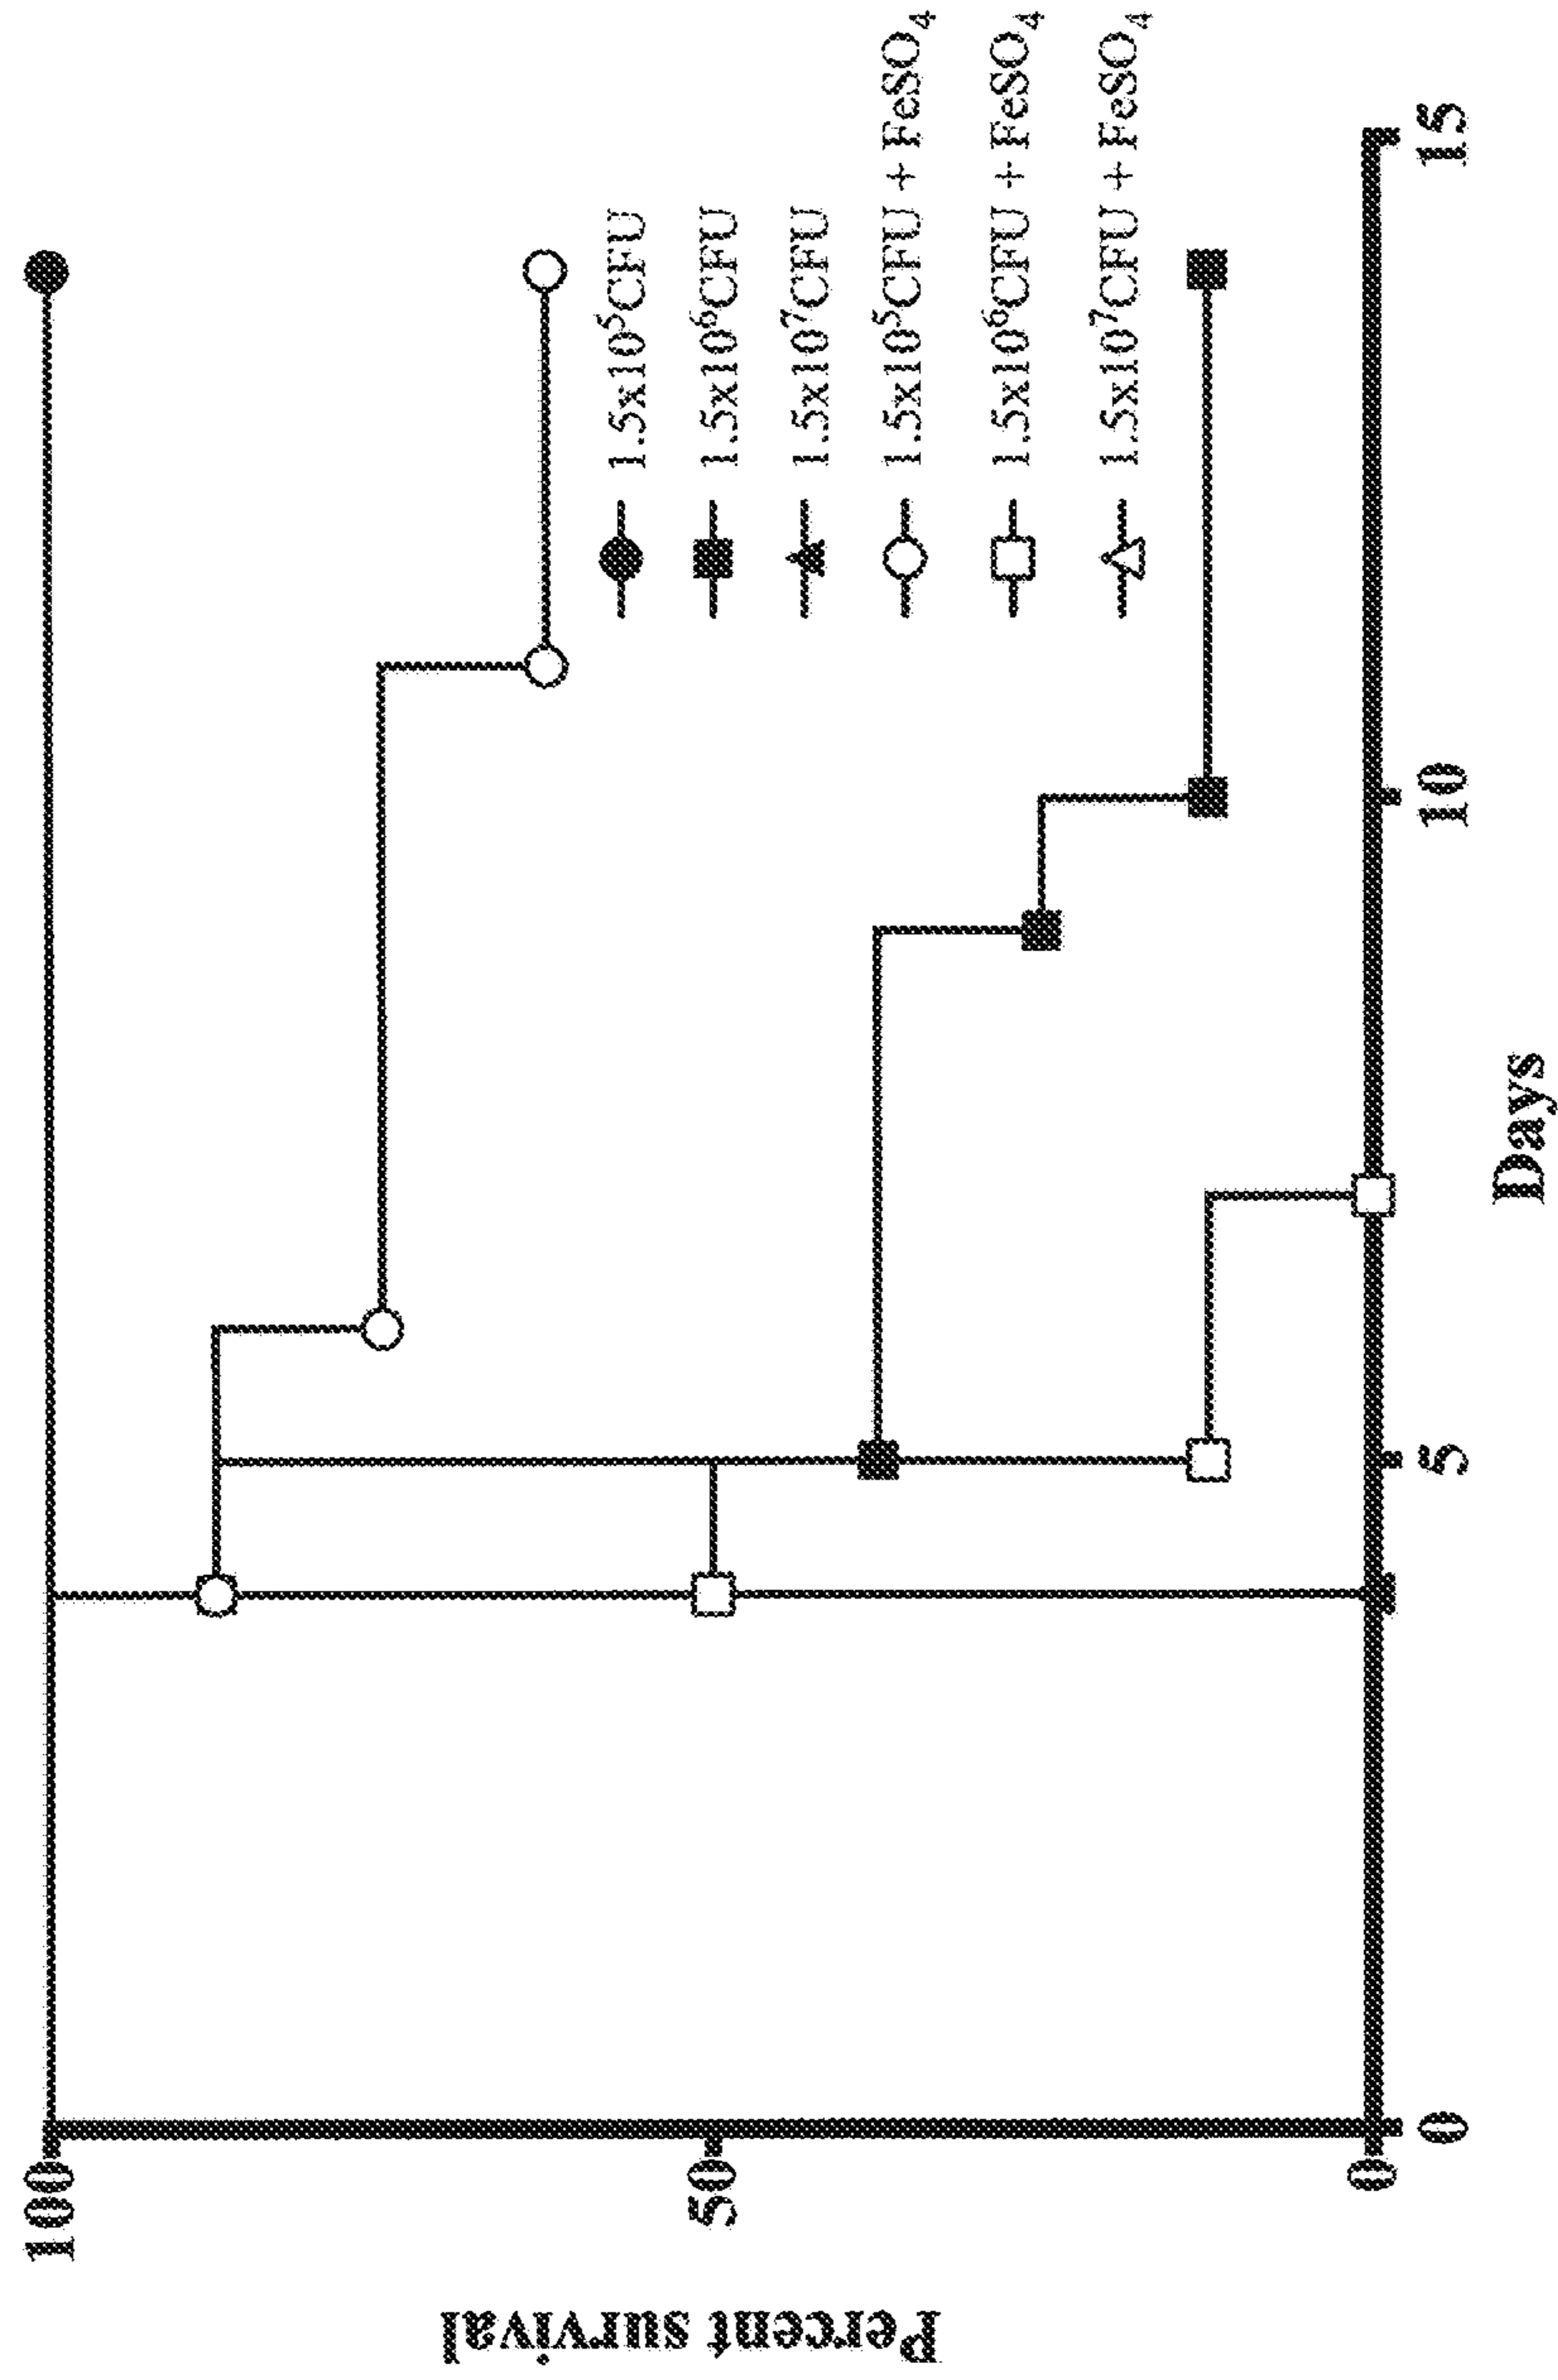 Percent survival
100
50
0
0
5
10
15
Days
1.5x10⁵CFU
1.5x10⁶CFU
1.5x10⁷CFU
1.5x10⁵CFU + FeSO₄
1.5x10⁶CFU + FeSO₄
1.5x10⁷CFU + FeSO₄